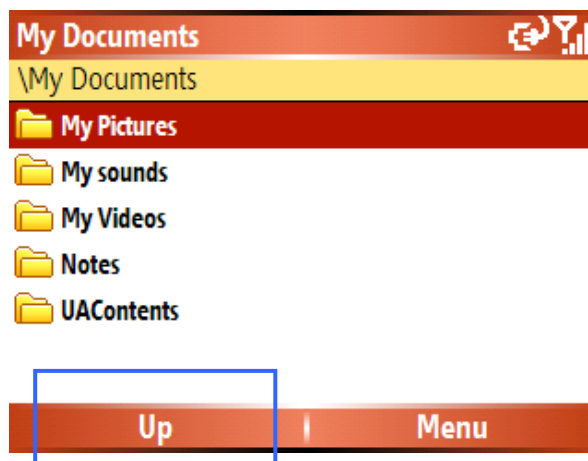 My Documents
\My Documents
My Pictures
My sounds
My Videos
Notes
UAContents
Up Menu